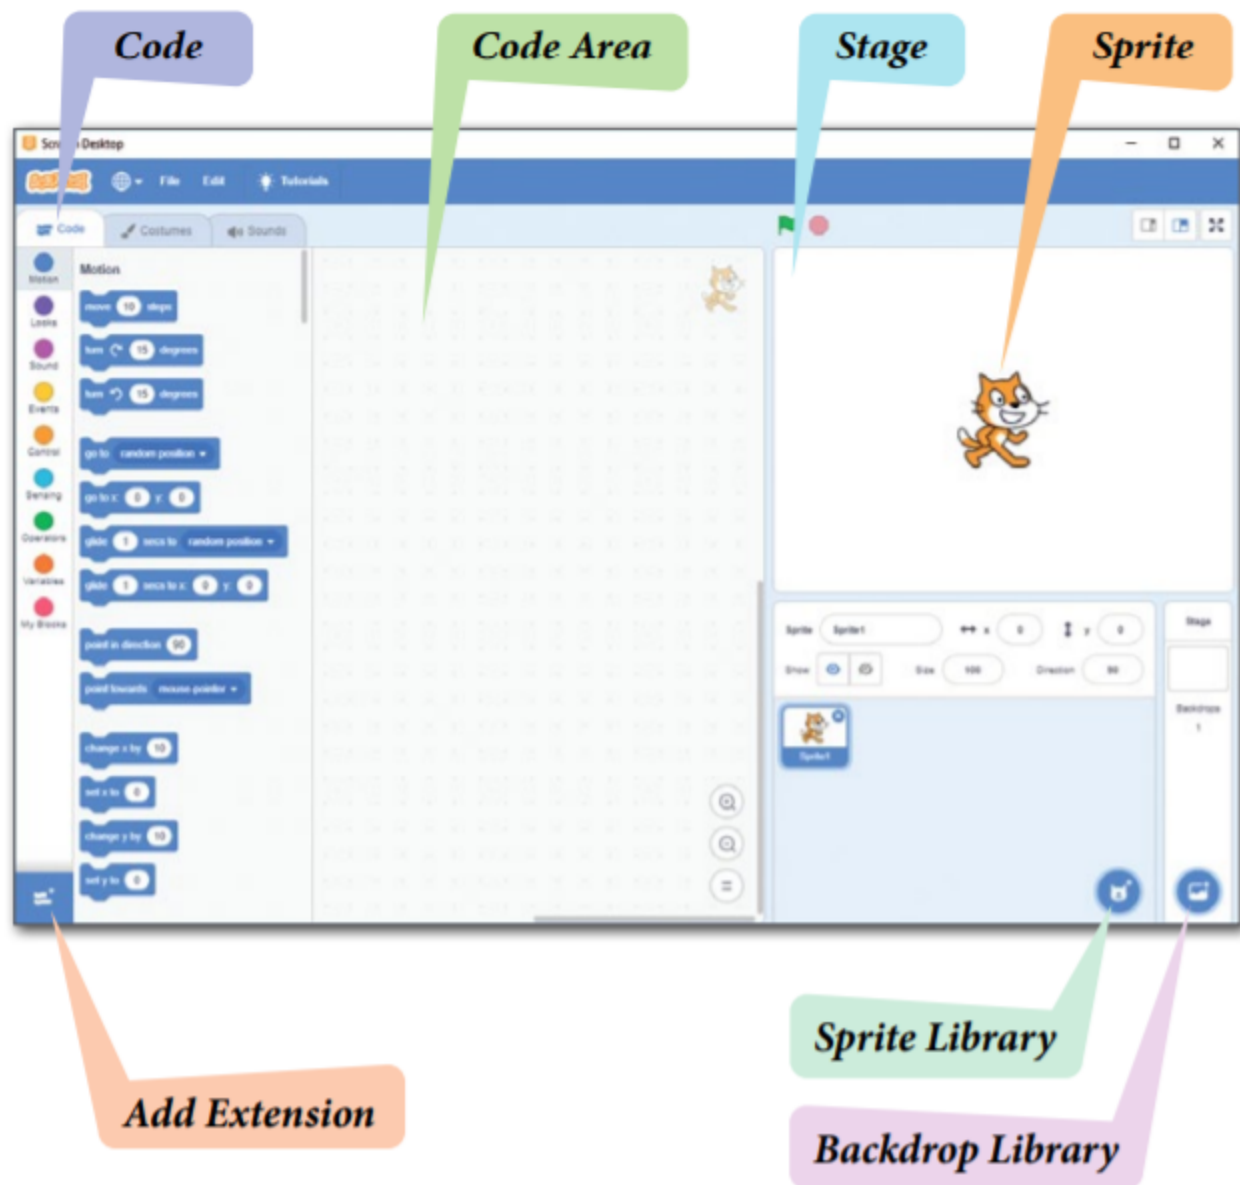 Code
Code Area
Stage
Sprite
Scratch Desktop
SCRATCH
File Edit Tutorials
Code Costumes Sounds
Motion
Looks
Sound
Events
Control
Sensing
Operators
Variables
My Blocks
Motion
move 10 steps
turn 15 degrees
turn 15 degrees
go to random position
go to x: 0 y: 0
glide 1 secs to random position
glide 1 secs to x: 0 y: 0
point in direction 90
point towards mouse-pointer
change x by 10
set x to 0
change y by 10
set y to 0
Sprite Sprite1 x 0 y 0
Show Size 100 Direction 90
Sprite1
Stage
Backdrops
1
Add Extension
Sprite Library
Backdrop Library